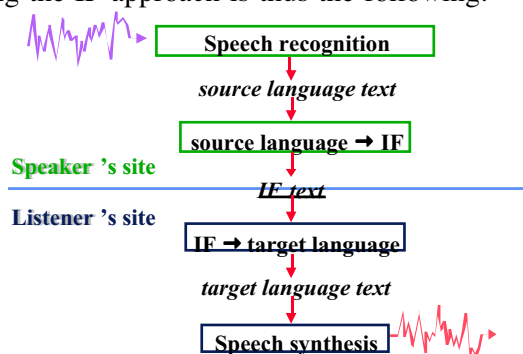 ng the IF approach is thus the following:
Speech recognition
source language text
source language → IF
Speaker 's site
IF text
Listener 's site
IF → target language
target language text
Speech synthesis